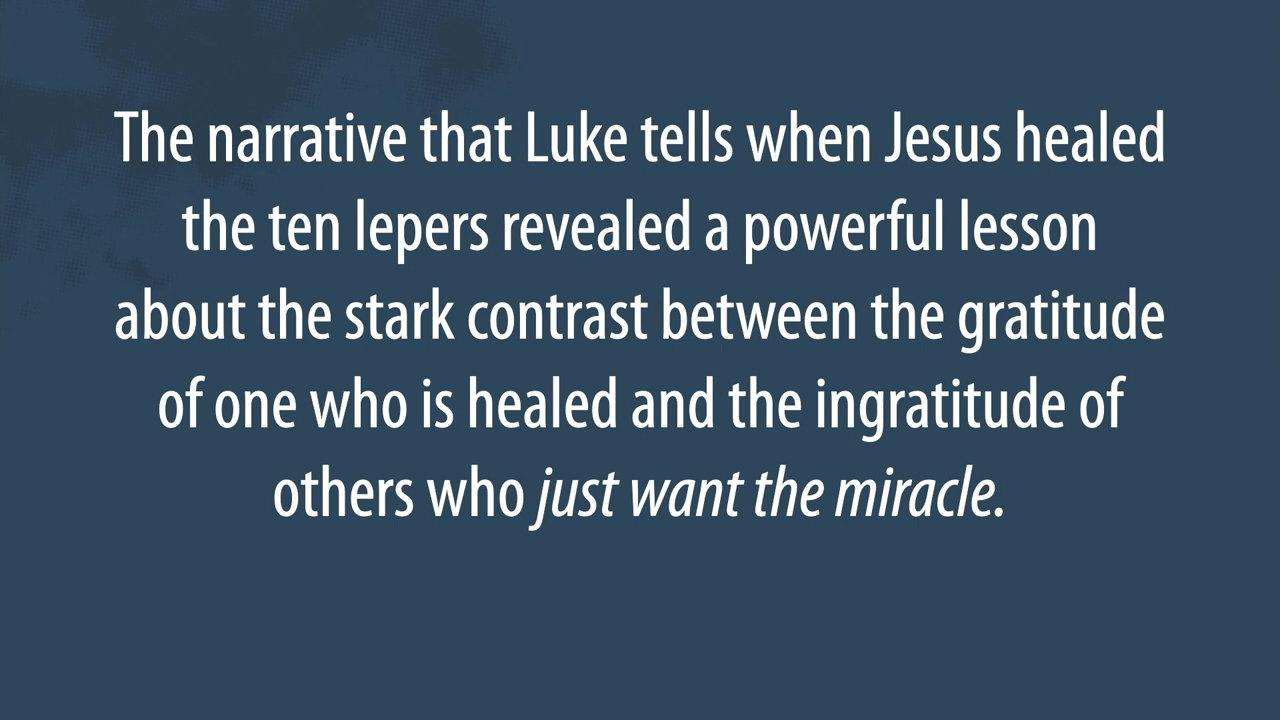 The narrative that Luke tells when Jesus healed
the ten lepers revealed a powerful lesson
about the stark contrast between the gratitude
of one who is healed and the ingratitude of
others who just want the miracle.